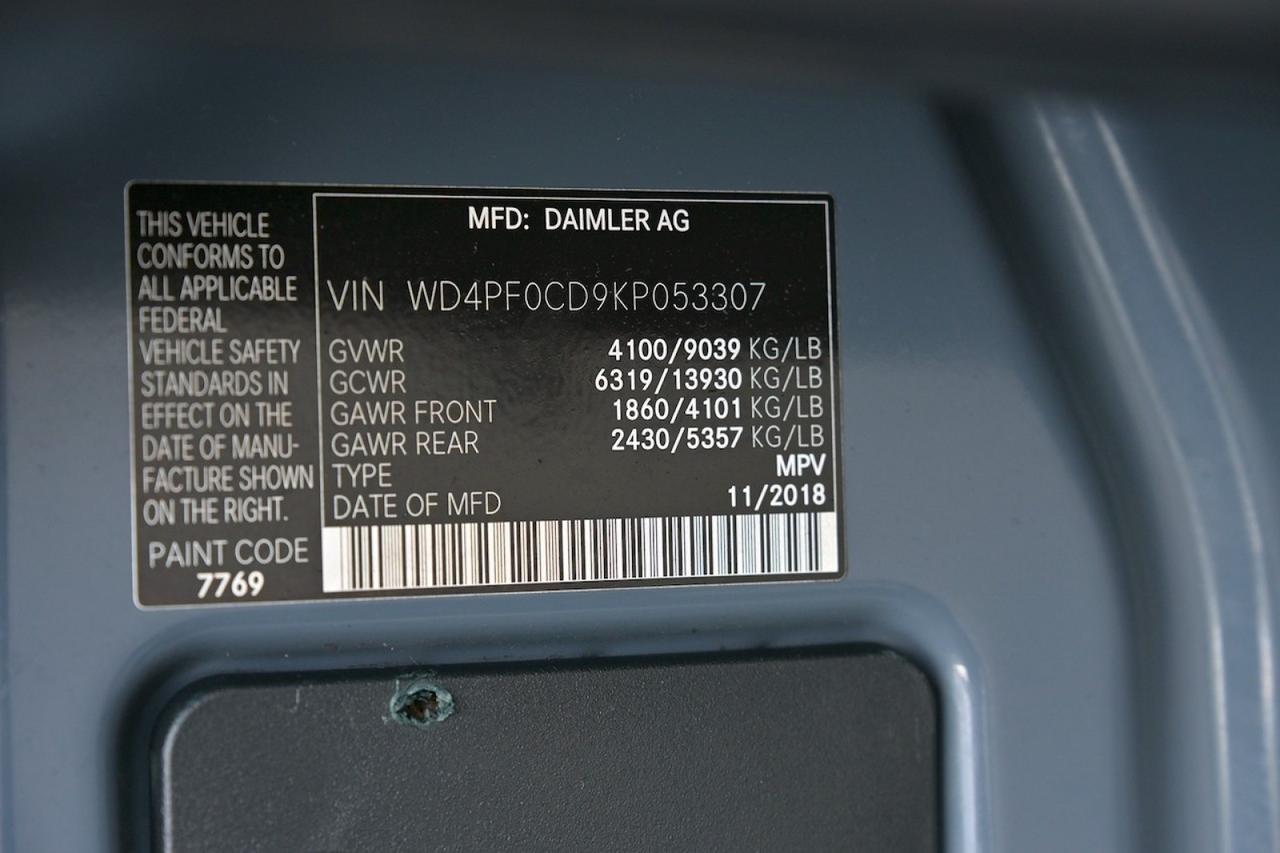 THIS VEHICLE
CONFORMS TO
ALL APPLICABLE
FEDERAL
VEHICLE SAFETY
STANDARDS IN
EFFECT ON THE
DATE OF MANU-
FACTURE SHOWN
ON THE RIGHT.
PAINT CODE
7769
MFD: DAIMLER AG
VIN WD4PF0CD9KP053307
GVWR 4100/9039 KG/LB
GCWR 6319/13930 KG/LB
GAWR FRONT 1860/4101 KG/LB
GAWR REAR 2430/5357 KG/LB
TYPE MPV
DATE OF MFD 11/2018